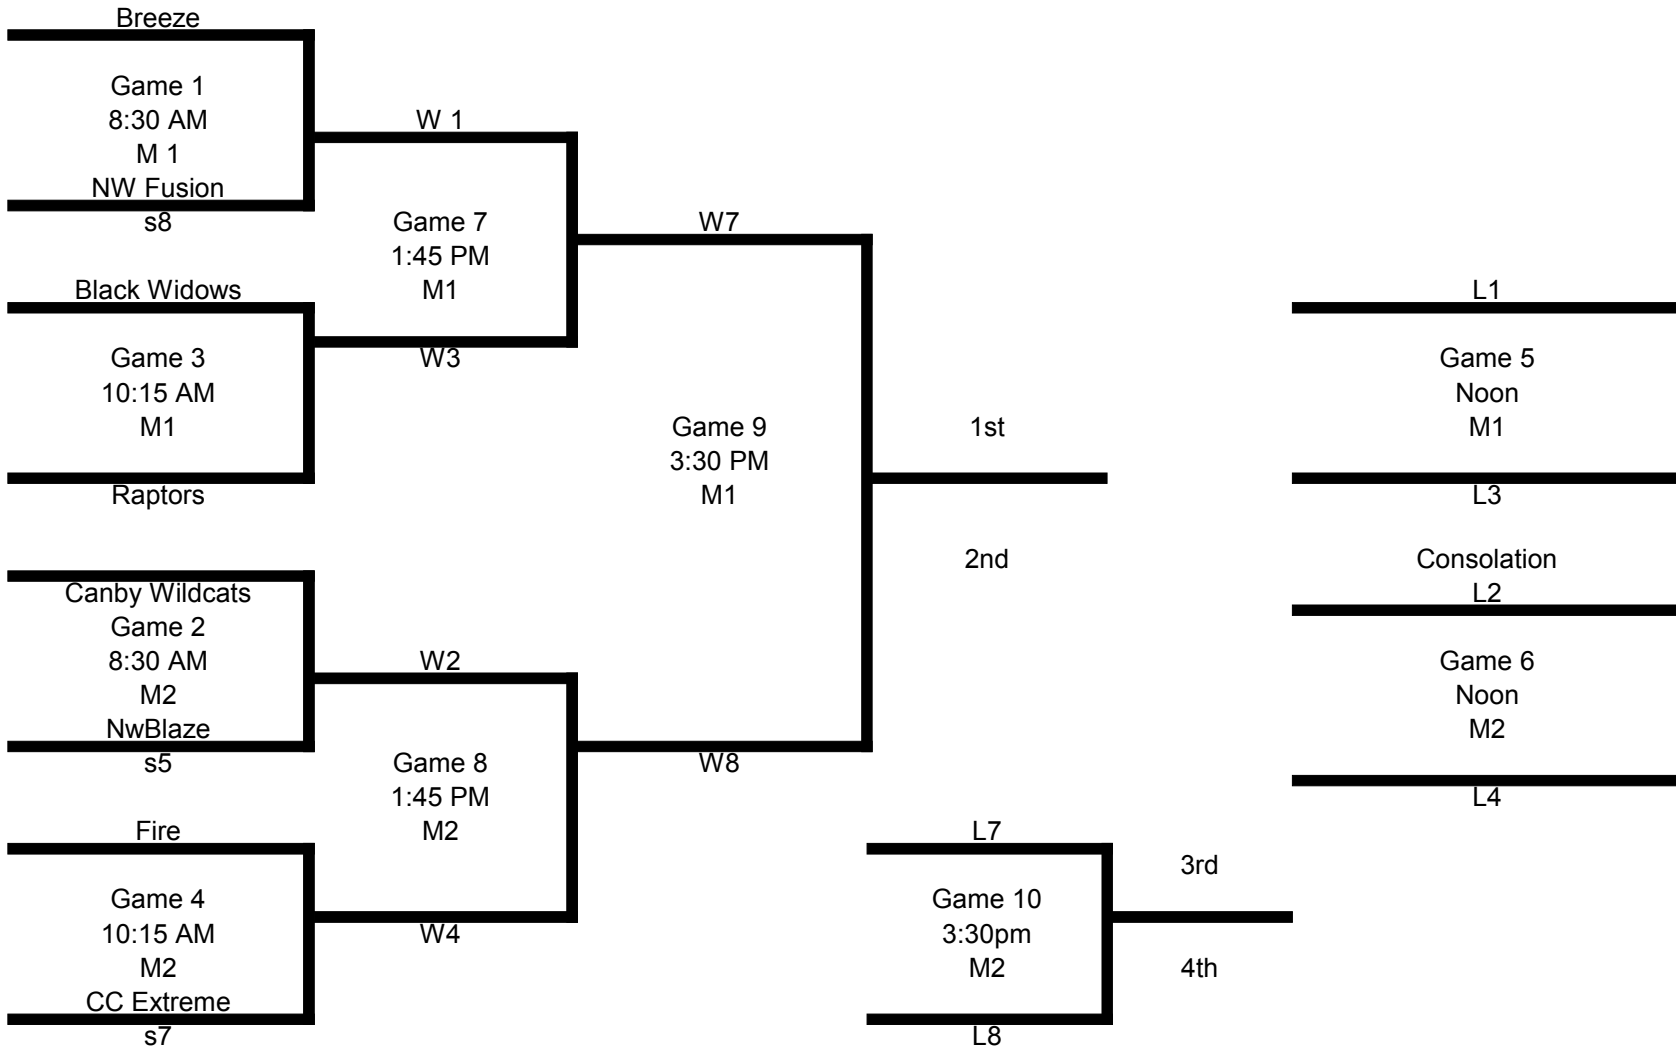 Breeze
Game 1
8:30 AM
M 1
NW Fusion
s8
Black Widows
Game 3
10:15 AM
M1
Raptors
Canby Wildcats
Game 2
8:30 AM
M2
NwBlaze
s5
Fire
Game 4
10:15 AM
M2
CC Extreme
s7
W 1
Game 7
1:45 PM
M1
W3
W2
Game 8
1:45 PM
M2
W4
W7
Game 9
3:30 PM
M1
W8
1st
2nd
L7
Game 10
3:30pm
M2
L8
3rd
4th
L1
Game 5
Noon
M1
L3
Consolation
L2
Game 6
Noon
M2
L4